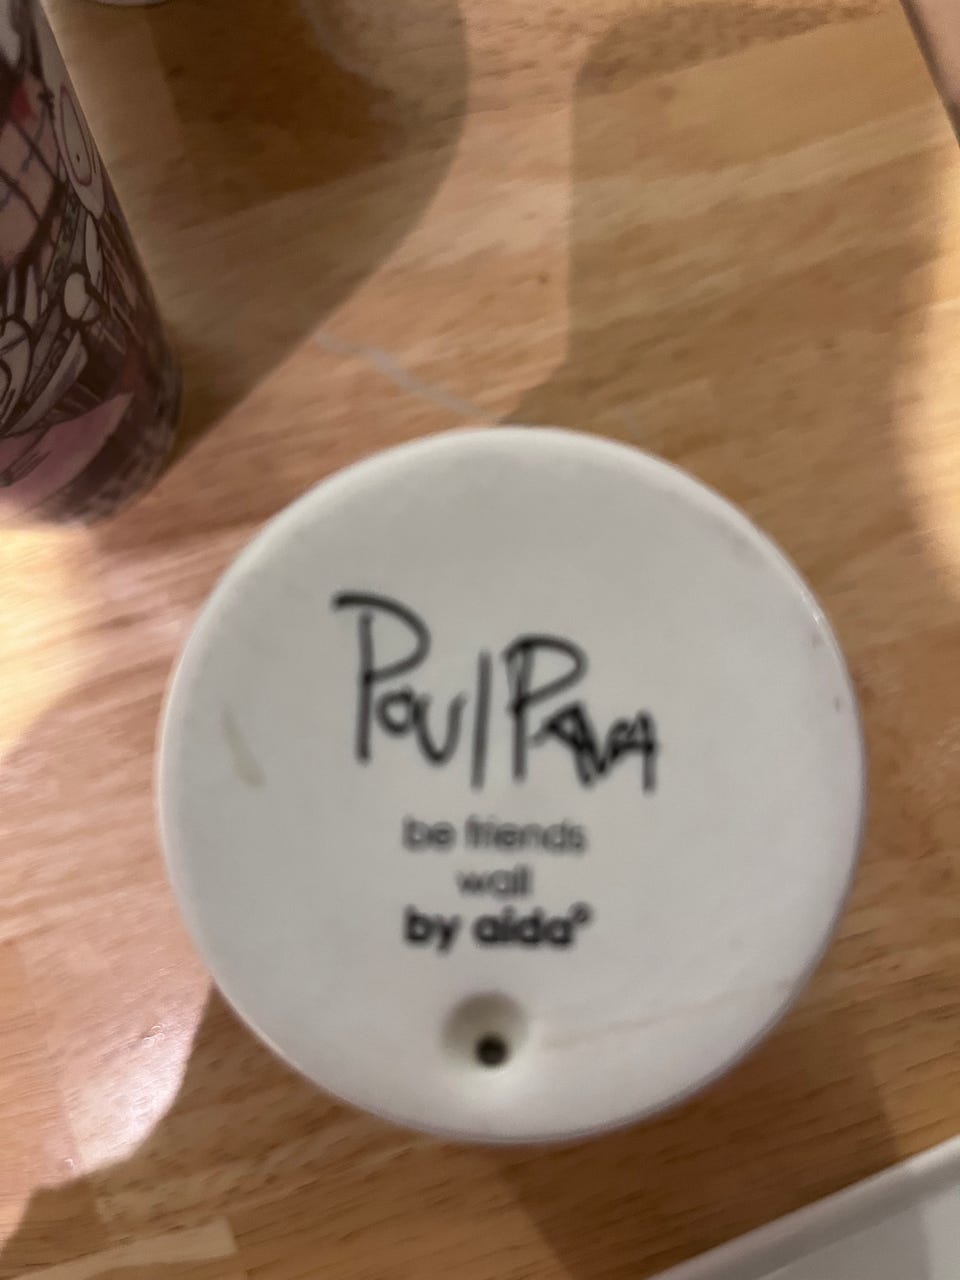 Poul Pava
be friends
wall
by aida®